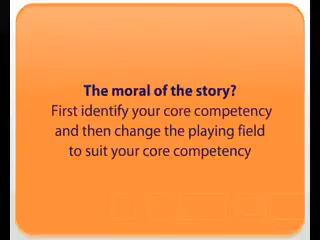 The moral of the story?
First identify your core competency
and then change the playing field
to suit your core competency